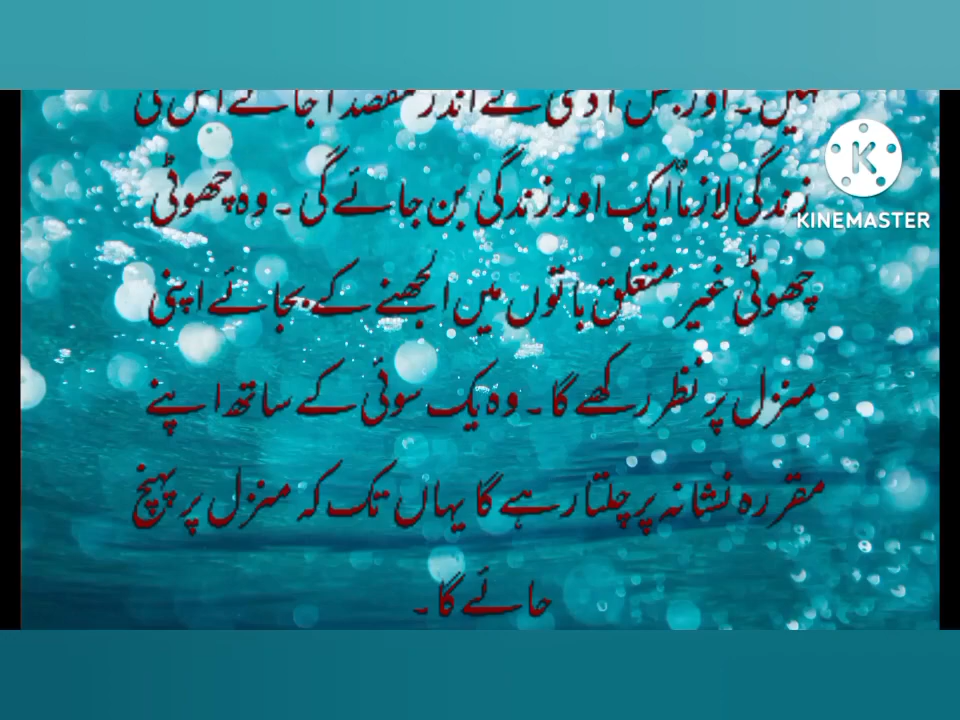 ہیں۔ اور جس آدمی کے اندر مقصد آ جائے اس کی
زندگی لازماً ایک اور زندگی بن جائے گی۔ وہ چھوٹی
چھوٹی غیر متعلق باتوں میں الجھنے کے بجائے اپنی
منزل پر نظر رکھے گا۔ وہ یک سوئی کے ساتھ اپنے
مقررہ نشانہ پر چلتا رہے گا یہاں تک کہ منزل پر پہنچ
جائے گا۔
K
KINEMASTER